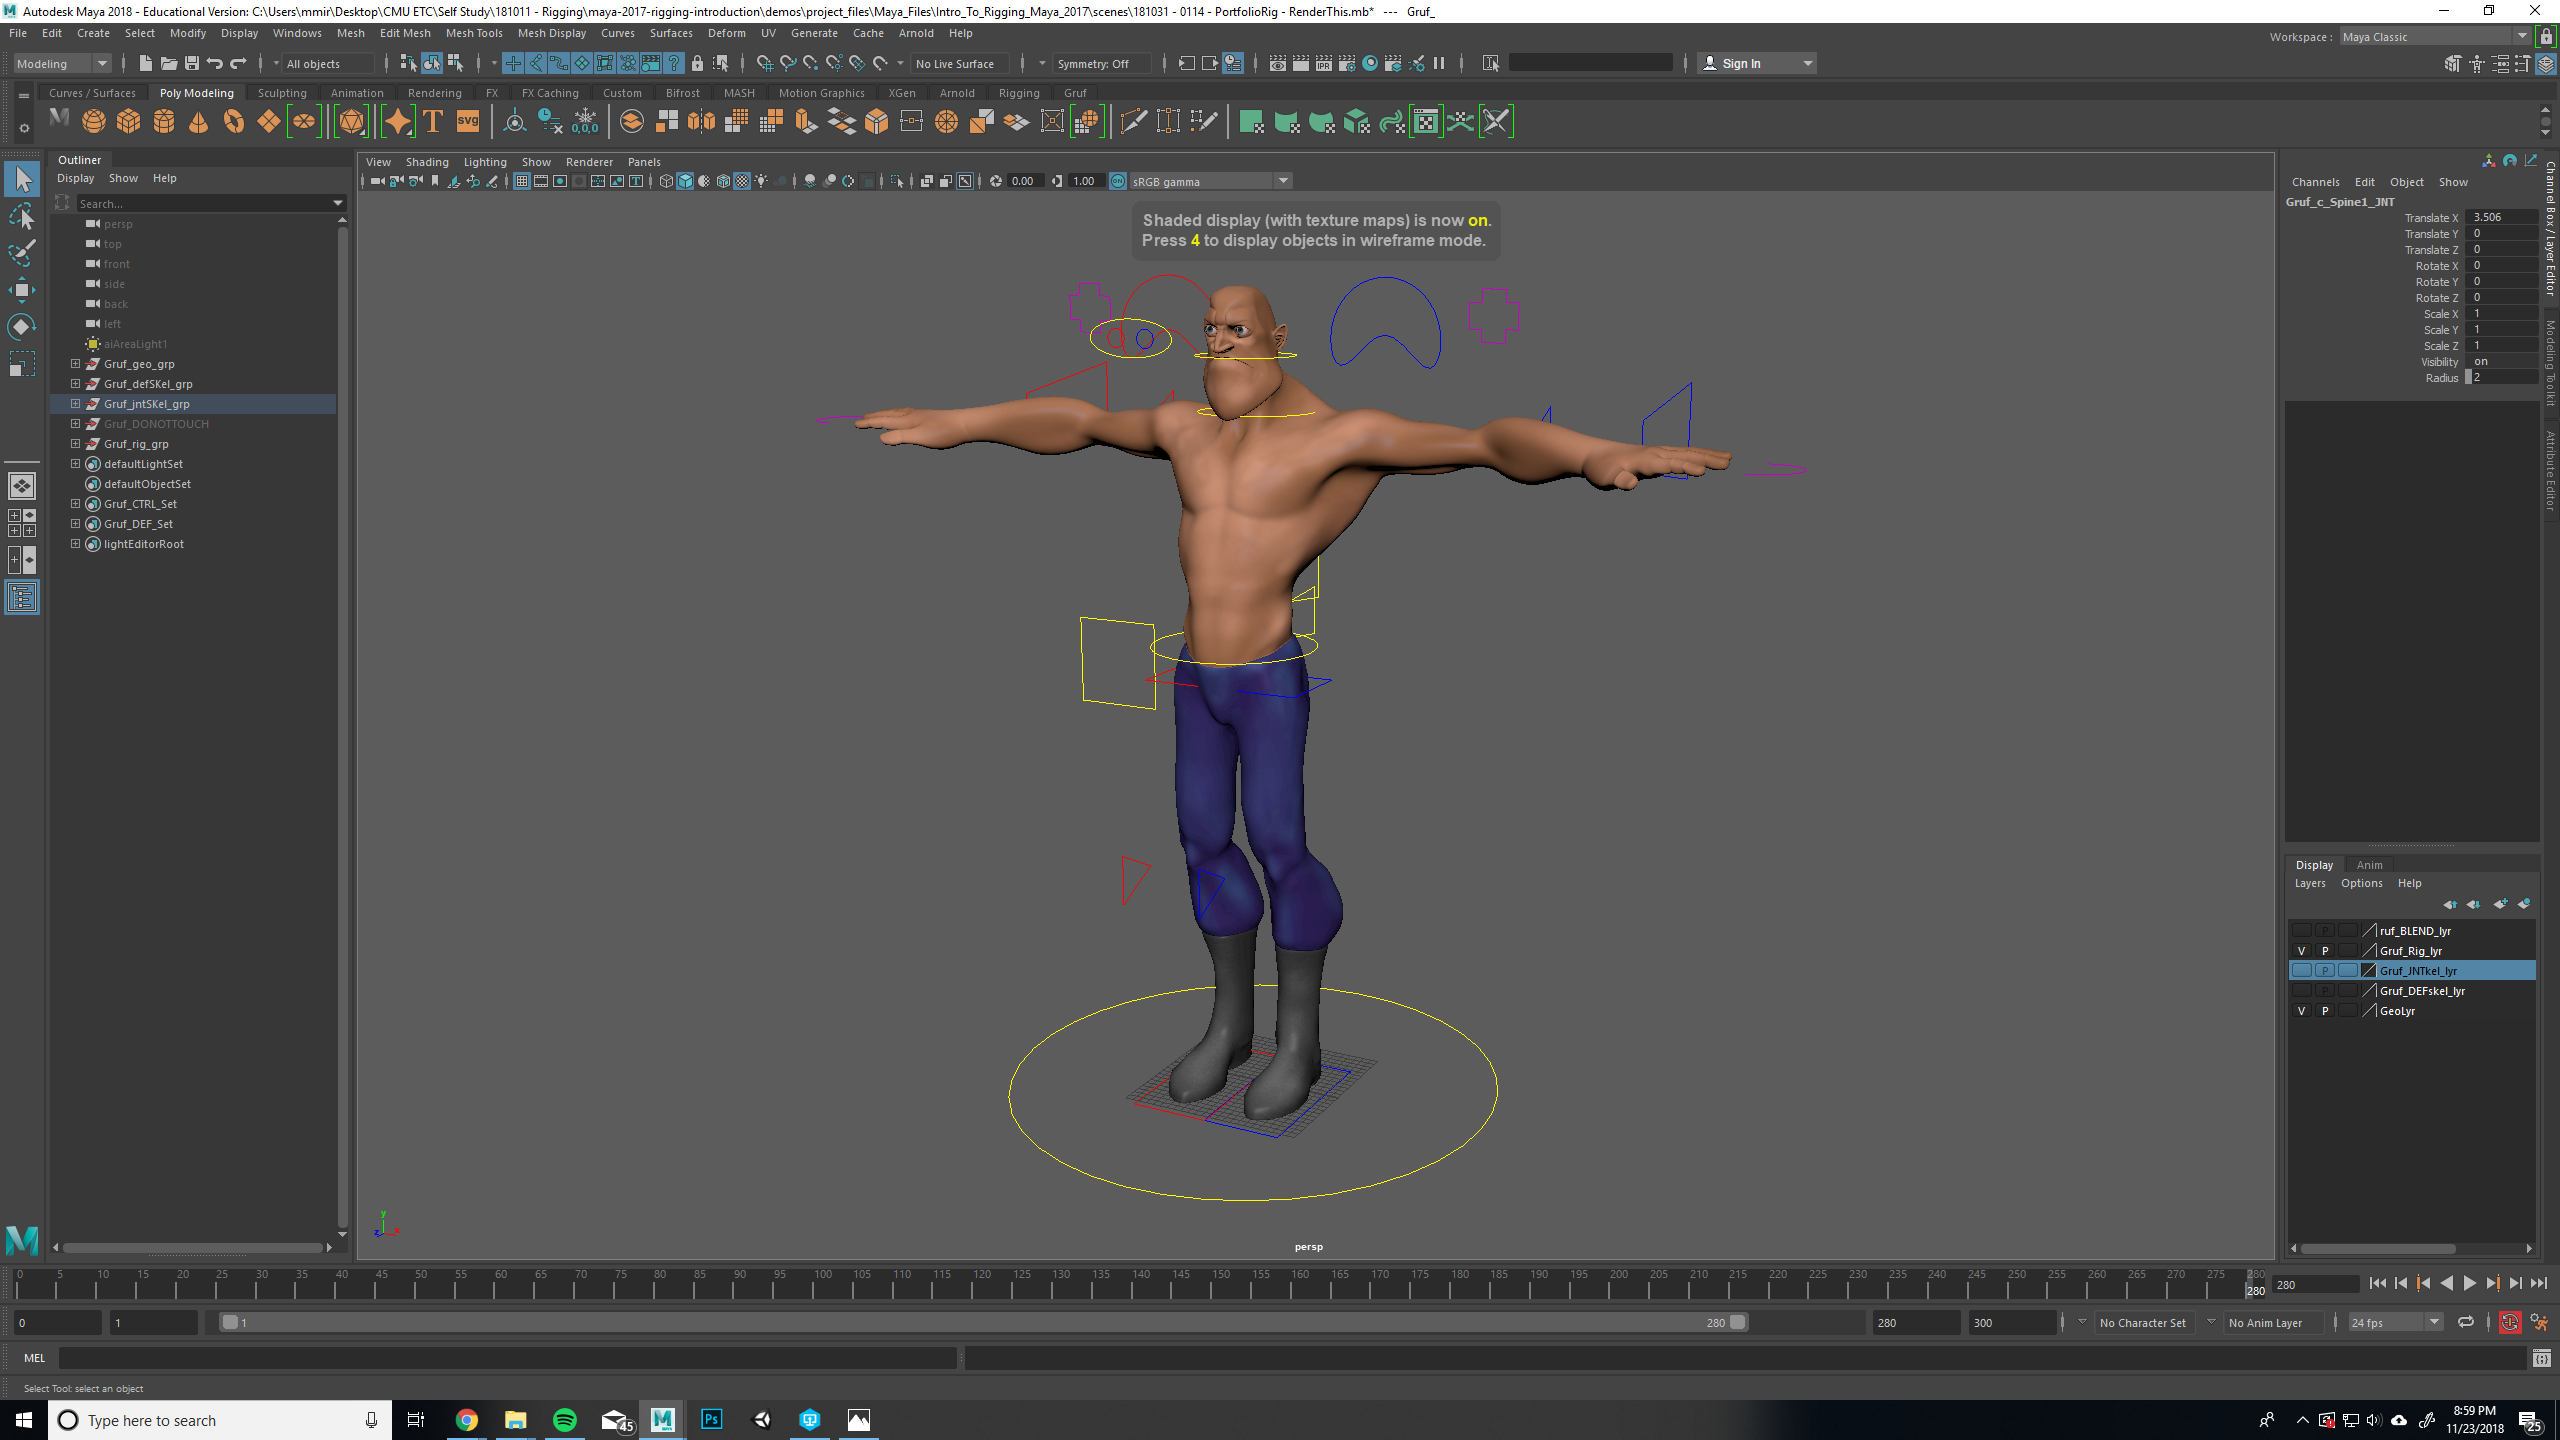 Autodesk Maya 2018 - Educational Version: C:\Users\mmir\Desktop\CMU ETC\Self Study\181011 - Rigging\maya-2017-rigging-introduction\demos\project_files\Maya_Files\Intro_To_Rigging_Maya_2017\scenes\181031 - 0114 - PortfolioRig - RenderThis.mb* --- Gruf_
File Edit Create Select Modify Display Windows Mesh Edit Mesh Mesh Tools Mesh Display Curves Surfaces Deform UV Generate Cache Arnold Help
Workspace : Maya Classic
Modeling All objects No Live Surface Symmetry: Off Sign In
Curves / Surfaces Poly Modeling Sculpting Animation Rendering FX FX Caching Custom Bifrost MASH Motion Graphics XGen Arnold Rigging Gruf
T SVG 0,0,0
Outliner
Display Show Help
Search...
persp
top
front
side
back
left
aiAreaLight1
Gruf_geo_grp
Gruf_defSKel_grp
Gruf_jntSKel_grp
Gruf_DONOTTOUCH
Gruf_rig_grp
defaultLightSet
defaultObjectSet
Gruf_CTRL_Set
Gruf_DEF_Set
lightEditorRoot
View Shading Lighting Show Renderer Panels
0.00 1.00 ON sRGB gamma
Shaded display (with texture maps) is now on.
Press 4 to display objects in wireframe mode.
y
z x
persp
Channels Edit Object Show
Gruf_c_Spine1_JNT
Translate X 3.506
Translate Y 0
Translate Z 0
Rotate X 0
Rotate Y 0
Rotate Z 0
Scale X 1
Scale Y 1
Scale Z 1
Visibility on
Radius 2
Channel Box / Layer Editor
Modeling Toolkit
Attribute Editor
Display Anim
Layers Options Help
P ruf_BLEND_lyr
V P Gruf_Rig_lyr
P Gruf_JNTkel_lyr
P Gruf_DEFskel_lyr
V P GeoLyr
0 5 10 15 20 25 30 35 40 45 50 55 60 65 70 75 80 85 90 95 100 105 110 115 120 125 130 135 140 145 150 155 160 165 170 175 180 185 190 195 200 205 210 215 220 225 230 235 240 245 250 255 260 265 270 275 280
280 280
0 1 1 280 280 300 No Character Set No Anim Layer 24 fps
MEL
Select Tool: select an object
Type here to search
45
Ps
8:59 PM
11/23/2018
25